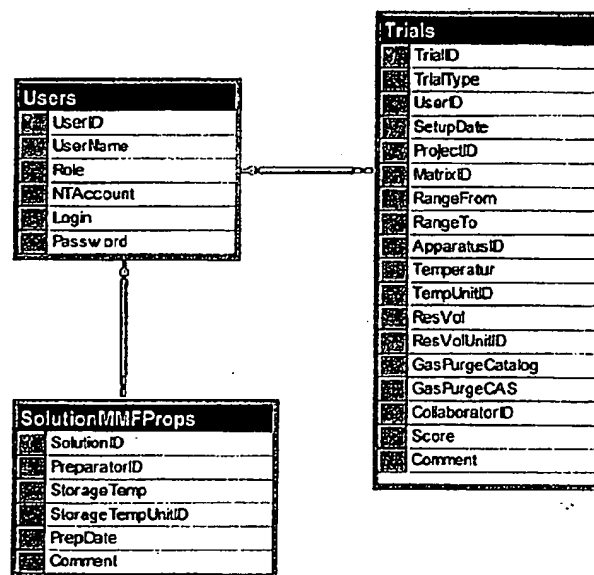 Trials
TrialID
TrialType
UserID
SetupDate
ProjectID
MatrixID
RangeFrom
RangeTo
ApparatusID
Temperatur
TempUnitID
ResVol
ResVolUnitID
GasPurgeCatalog
GasPurgeCAS
CollaboratorID
Score
Comment
Users
UserID
UserName
Role
NTAccount
Login
Password
SolutionMMFProps
SolutionID
PreparatorID
StorageTemp
StorageTempUnitID
PrepDate
Comment